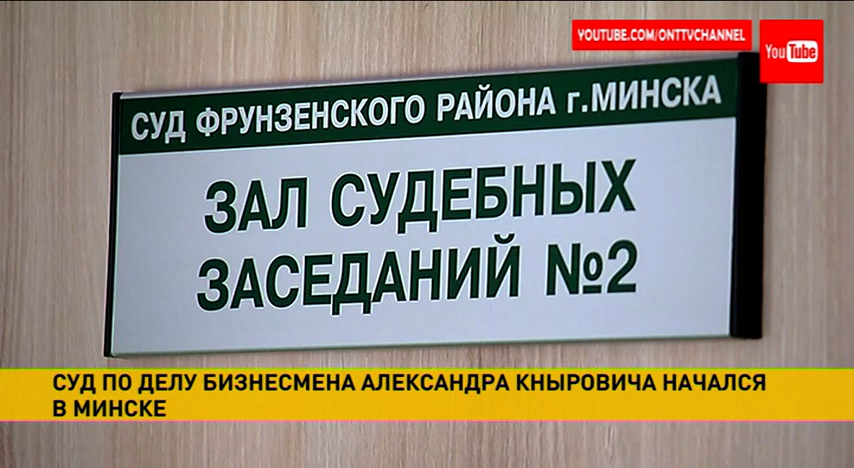 YOUTUBE.COM/ONTTVCHANNEL
YouTube
СУД ФРУНЗЕНСКОГО РАЙОНА г.МИНСКА
ЗАЛ СУДЕБНЫХ
ЗАСЕДАНИЙ №2
СУД ПО ДЕЛУ БИЗНЕСМЕНА АЛЕКСАНДРА КНЫРОВИЧА НАЧАЛСЯ
В МИНСКЕ